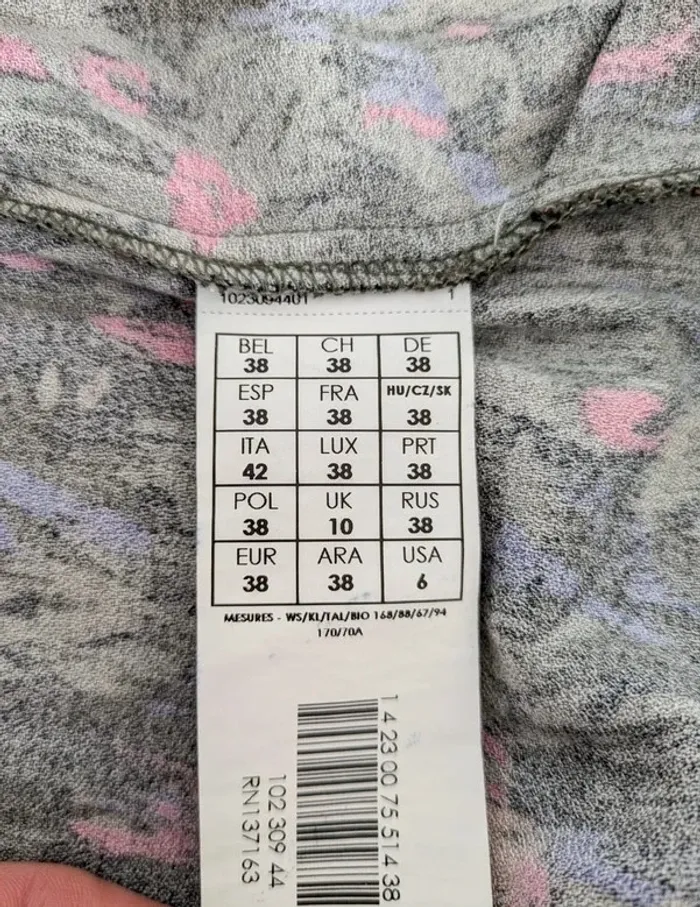 1023094401 1
BEL CH DE
38 38 38
ESP FRA HU/CZ/SK
38 38 38
ITA LUX PRT
42 38 38
POL UK RUS
38 10 38
EUR ARA USA
38 38 6
MESURES - WS/KL/TAL/BIO 168/88/67/94
170/70A
1 4 23 00 75 514 38
102 309 44
RN137163